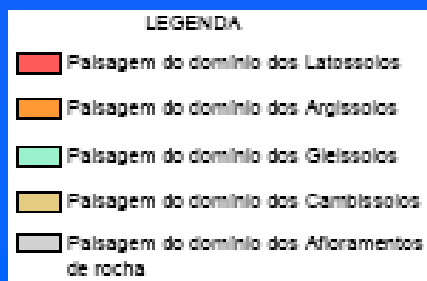 LEGENDA
Paisagem do domínio dos Latossolos
Paisagem do domínio dos Argissolos
Paisagem do domínio dos Gleissolos
Paisagem do domínio dos Cambissolos
Paisagem do domínio dos Afloramentos
de rocha